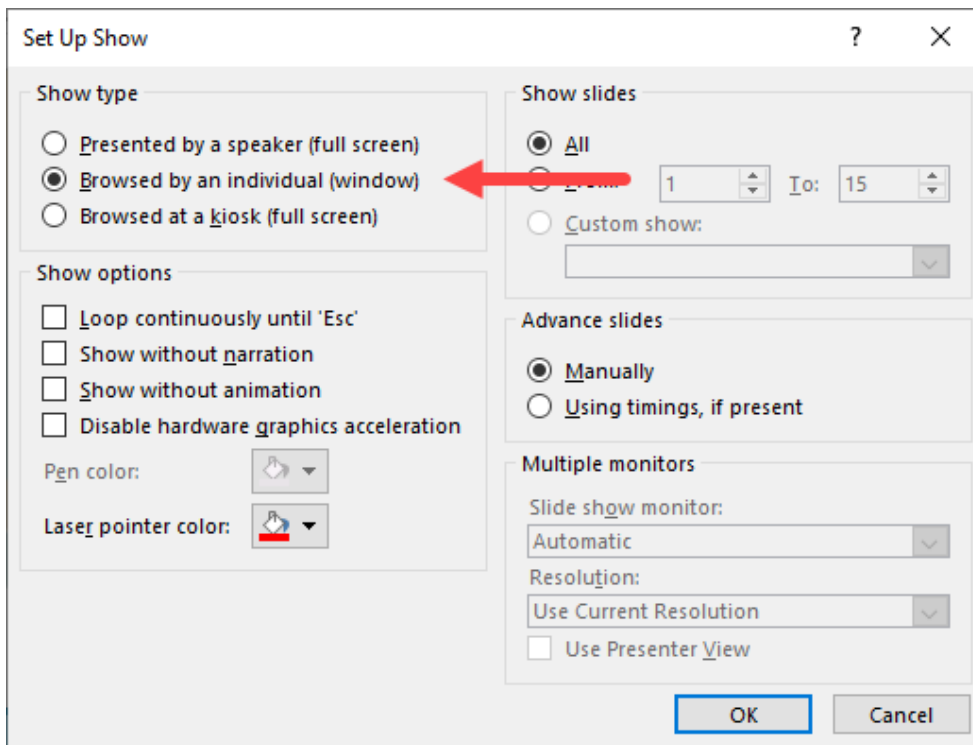 Set Up Show
?
Show type
Presented by a speaker (full screen)
Browsed by an individual (window)
Browsed at a kiosk (full screen)
Show options
Loop continuously until 'Esc'
Show without narration
Show without animation
Disable hardware graphics acceleration
Pen color:
Laser pointer color:
Show slides
All
1 To: 15
Custom show:
Advance slides
Manually
Using timings, if present
Multiple monitors
Slide show monitor:
Automatic
Resolution:
Use Current Resolution
Use Presenter View
OK Cancel